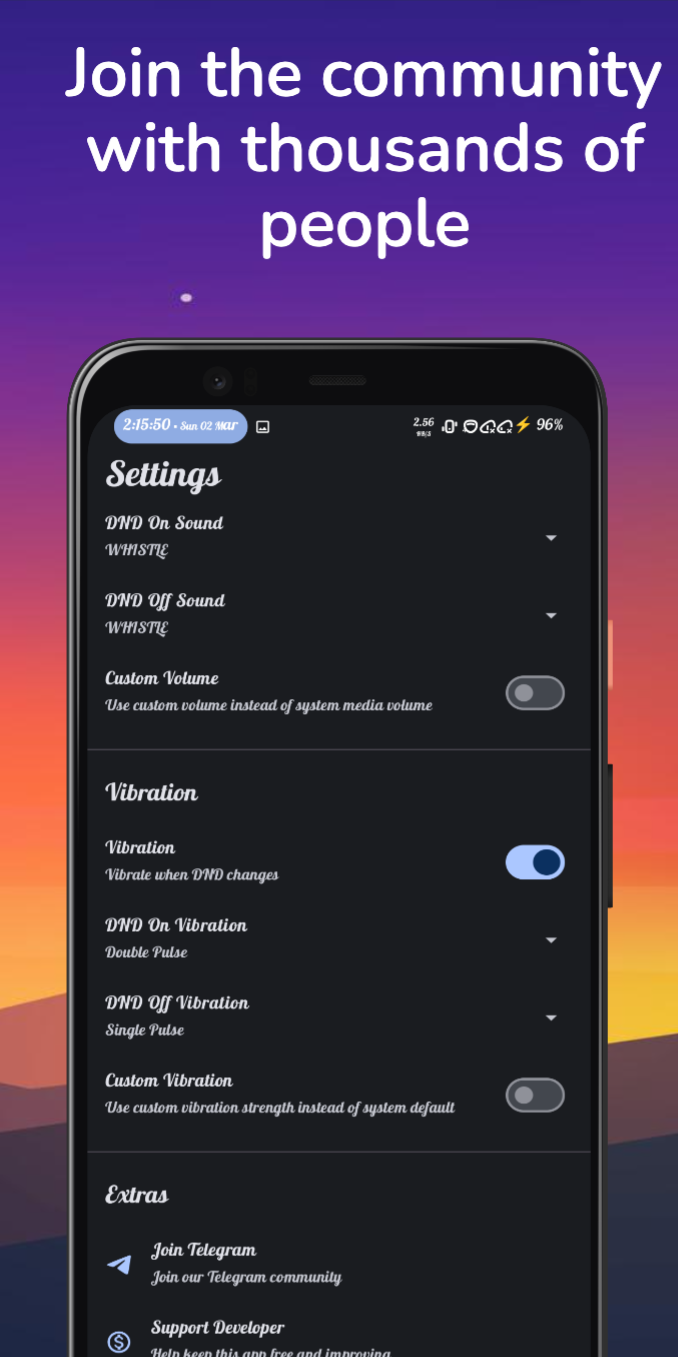 Join the community
with thousands of
people
2:15:50 • Sun 02 Mar
2.56
96%
Settings
DND On Sound
WHISTLE
DND Off Sound
WHISTLE
Custom Volume
Use custom volume instead of system media volume
Vibration
Vibration
Vibrate when DND changes
DND On Vibration
Double Pulse
DND Off Vibration
Single Pulse
Custom Vibration
Use custom vibration strength instead of system default
Extras
Join Telegram
Join our Telegram community
Support Developer
Help keep this app free and improving